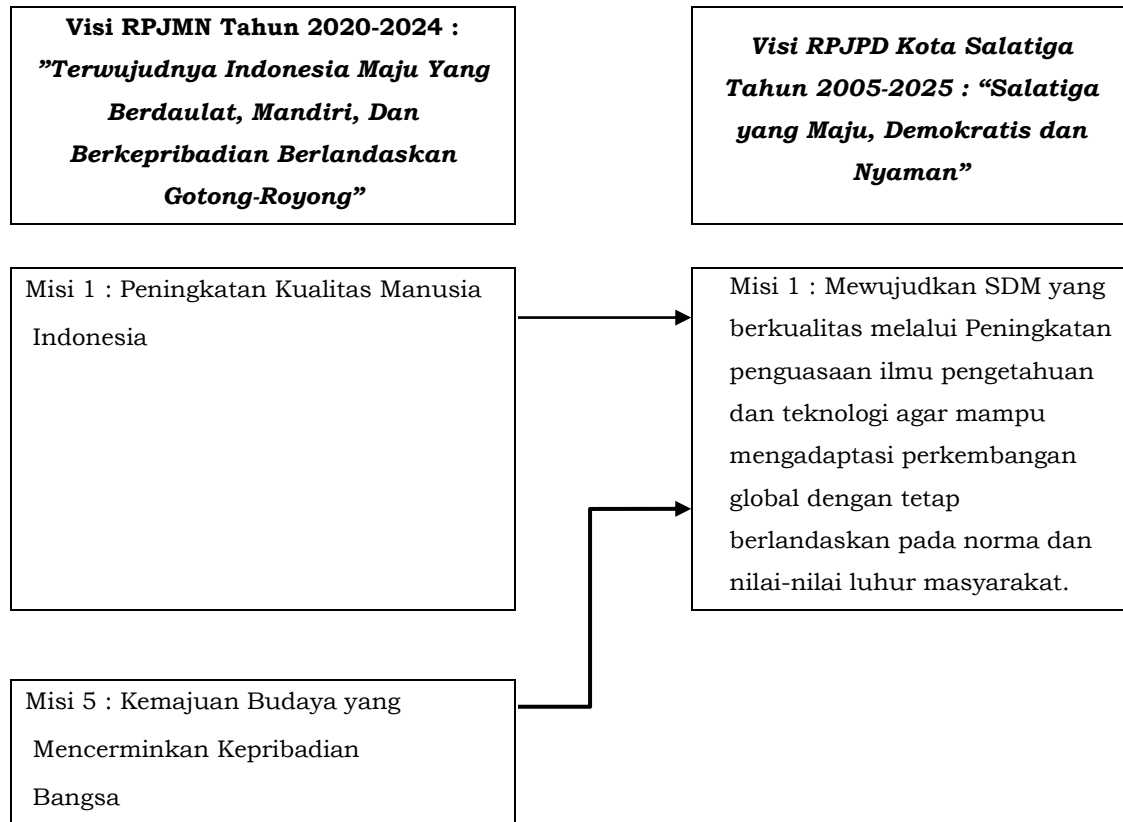 Visi RPJMN Tahun 2020-2024 :
”Terwujudnya Indonesia Maju Yang
Berdaulat, Mandiri, Dan
Berkepribadian Berlandaskan
Gotong-Royong”
Visi RPJPD Kota Salatiga
Tahun 2005-2025 : “Salatiga
yang Maju, Demokratis dan
Nyaman”
Misi 1 : Peningkatan Kualitas Manusia
Indonesia
Misi 1 : Mewujudkan SDM yang
berkualitas melalui Peningkatan
penguasaan ilmu pengetahuan
dan teknologi agar mampu
mengadaptasi perkembangan
global dengan tetap
berlandaskan pada norma dan
nilai-nilai luhur masyarakat.
Misi 5 : Kemajuan Budaya yang
Mencerminkan Kepribadian
Bangsa